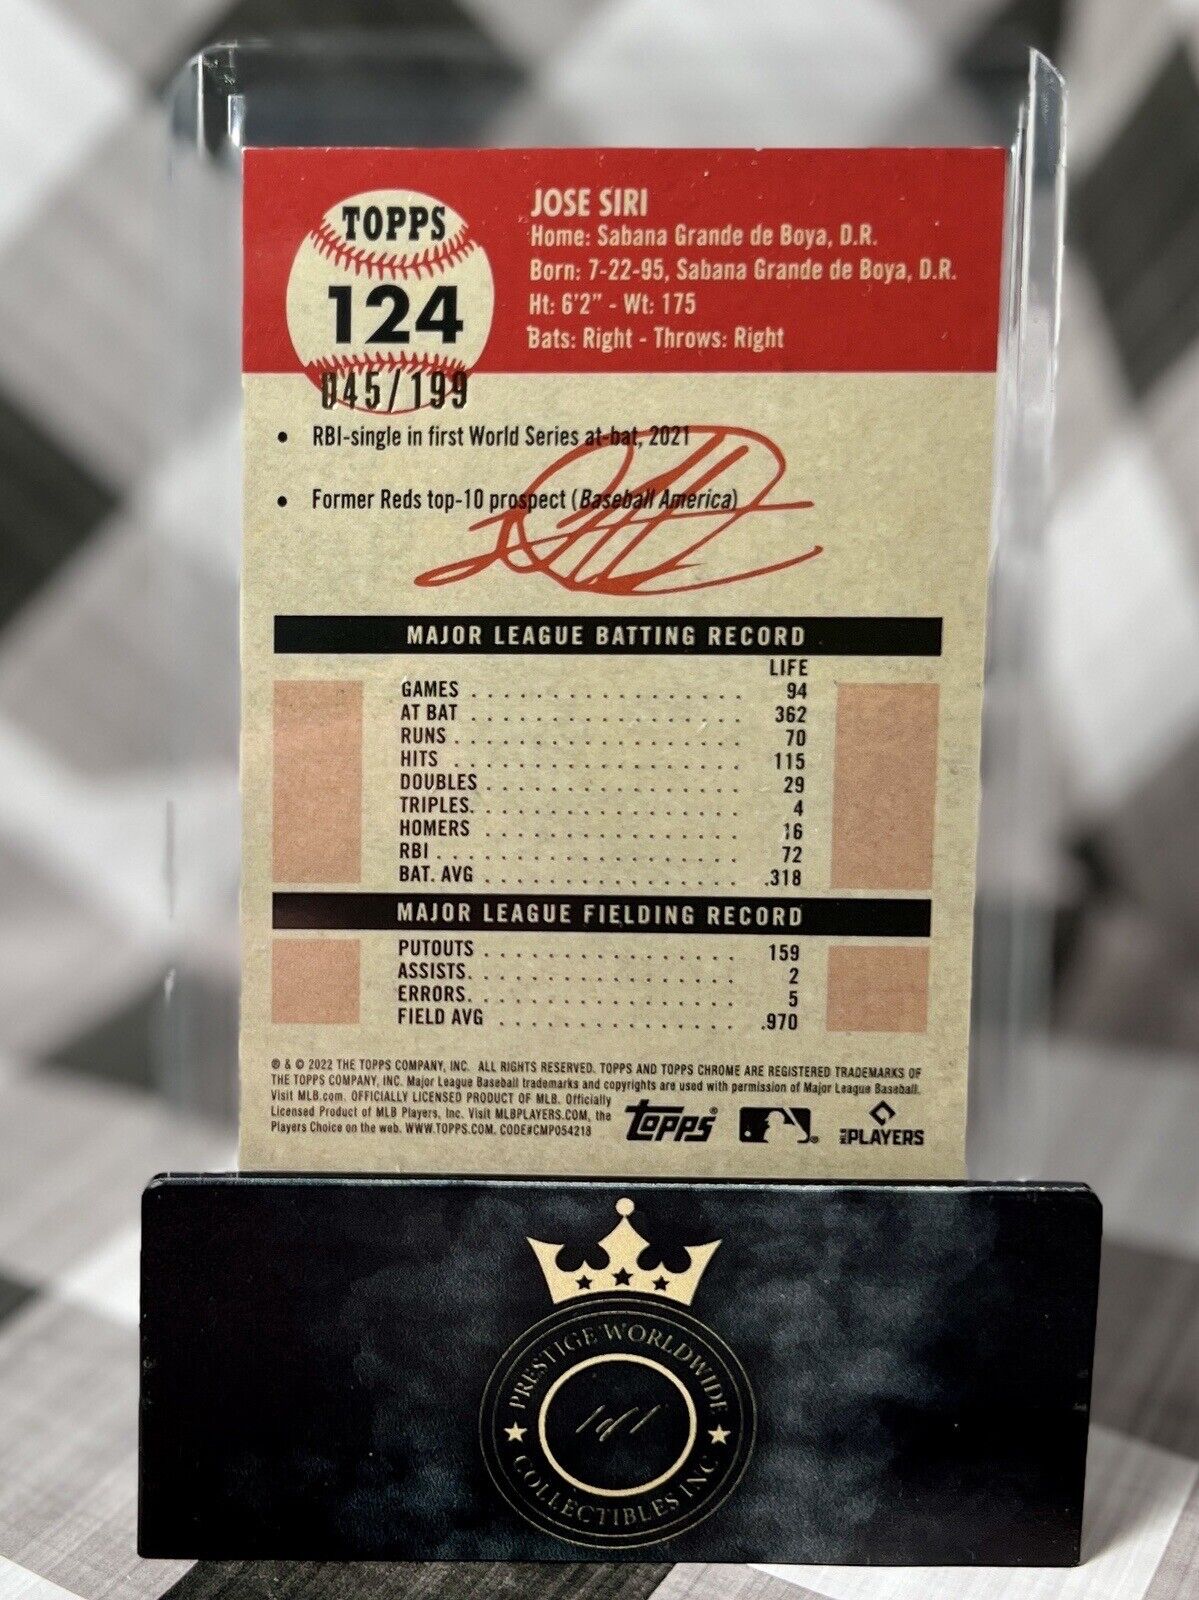 TOPPS
124
045/199
JOSE SIRI
Home: Sabana Grande de Boya, D.R.
Born: 7-22-95, Sabana Grande de Boya, D.R.
Ht: 6'2" - Wt: 175
Bats: Right - Throws: Right
• RBI-single in first World Series at-bat, 2021
• Former Reds top-10 prospect (Baseball America)
MAJOR LEAGUE BATTING RECORD
LIFE
GAMES . . . . . . . . . . . . . . . . . . 94
AT BAT . . . . . . . . . . . . . . . . . . 362
RUNS . . . . . . . . . . . . . . . . . . 70
HITS . . . . . . . . . . . . . . . . . . 115
DOUBLES . . . . . . . . . . . . . . . . . 29
TRIPLES. . . . . . . . . . . . . . . . . . 4
HOMERS . . . . . . . . . . . . . . . . . 16
RBI . . . . . . . . . . . . . . . . . . . 72
BAT. AVG . . . . . . . . . . . . . . . . .318
MAJOR LEAGUE FIELDING RECORD
PUTOUTS . . . . . . . . . . . . . . . . . 159
ASSISTS. . . . . . . . . . . . . . . . . . 2
ERRORS. . . . . . . . . . . . . . . . . . 5
FIELD AVG . . . . . . . . . . . . . . . . .970
® & © 2022 THE TOPPS COMPANY, INC. ALL RIGHTS RESERVED. TOPPS AND TOPPS CHROME ARE REGISTERED TRADEMARKS OF
THE TOPPS COMPANY, INC. Major League Baseball trademarks and copyrights are used with permission of Major League Baseball.
Visit MLB.com. OFFICIALLY LICENSED PRODUCT OF MLB. Officially
Licensed Product of MLB Players, Inc. Visit MLBPLAYERS.COM, the
Players Choice on the web. WWW.TOPPS.COM. CODE#CMP054218
Topps®
MLB PLAYERS
PRESTIGE WORLDWIDE
1of1
COLLECTIBLES INC.